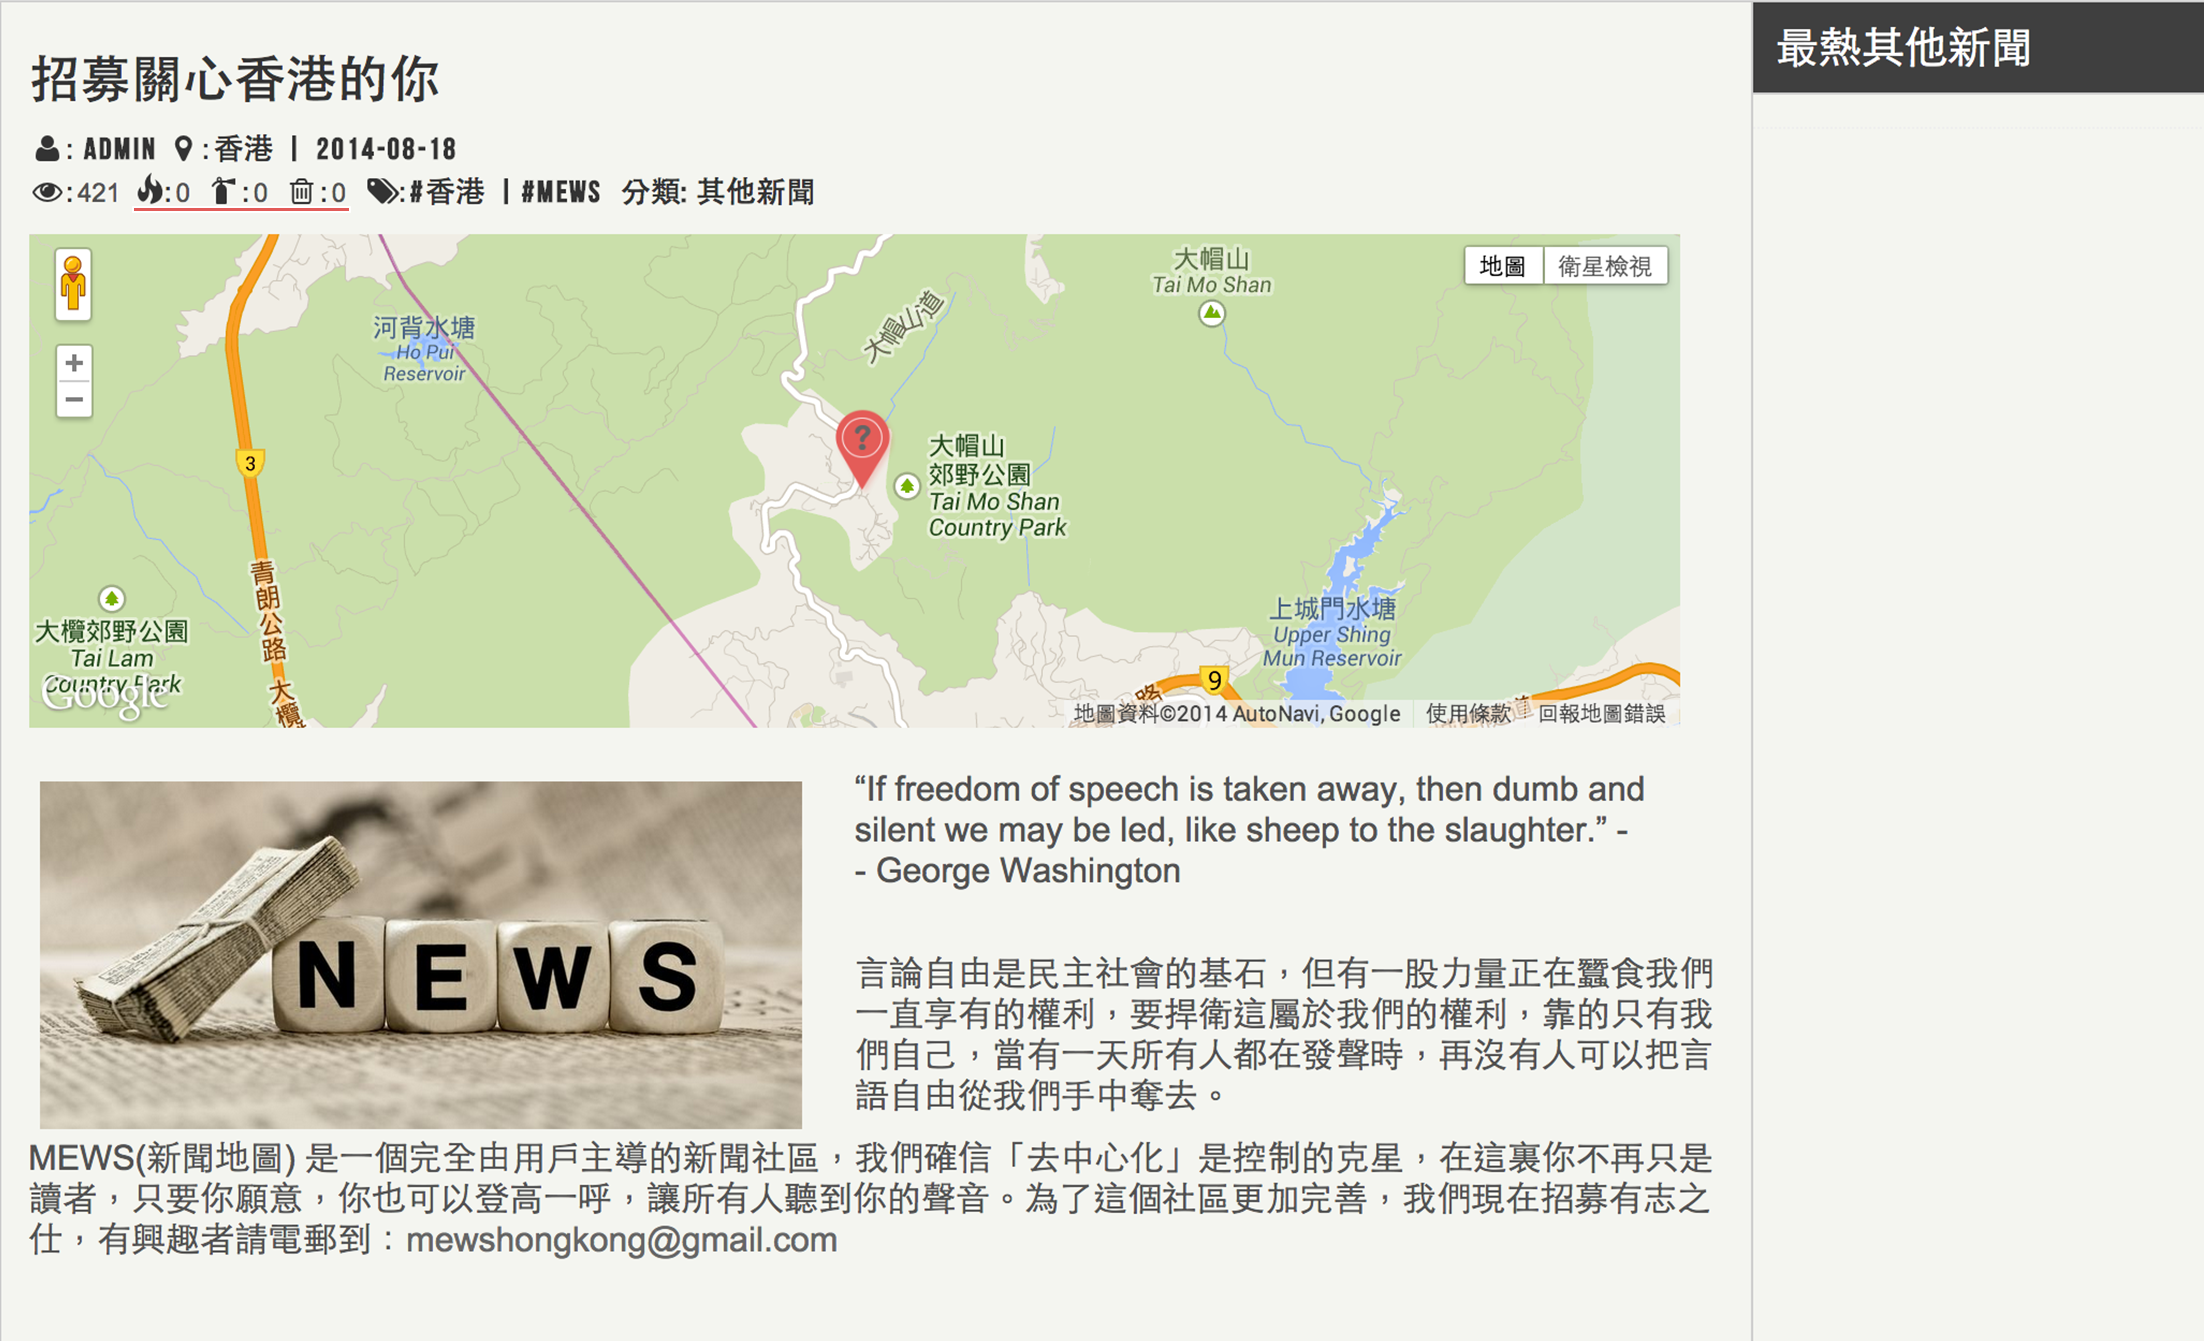 招募關心香港的你
最熱其他新聞
: ADMIN :香港 | 2014-08-18
:421 :0 :0 :0 :#香港 | #MEWS 分類: 其他新聞
大帽山
Tai Mo Shan
地圖 衛星檢視
大帽山道
河背水塘
Ho Pui
Reservoir
+
−
?
3
大帽山
郊野公園
Tai Mo Shan
Country Park
青朗公路
大欖
大欖郊野公園
Tai Lam
Country Park
Google
上城門水塘
Upper Shing
Mun Reservoir
9
路
道
地圖資料©2014 AutoNavi, Google 使用條款 回報地圖錯誤
NEWS
“If freedom of speech is taken away, then dumb and
silent we may be led, like sheep to the slaughter.” -
- George Washington
言論自由是民主社會的基石，但有一股力量正在蠶食我們
一直享有的權利，要捍衛這屬於我們的權利，靠的只有我
們自己，當有一天所有人都在發聲時，再沒有人可以把言
語自由從我們手中奪去。
MEWS(新聞地圖) 是一個完全由用戶主導的新聞社區，我們確信「去中心化」是控制的克星，在這裏你不再只是
讀者，只要你願意，你也可以登高一呼，讓所有人聽到你的聲音。為了這個社區更加完善，我們現在招募有志之
仕，有興趣者請電郵到：mewshongkong@gmail.com